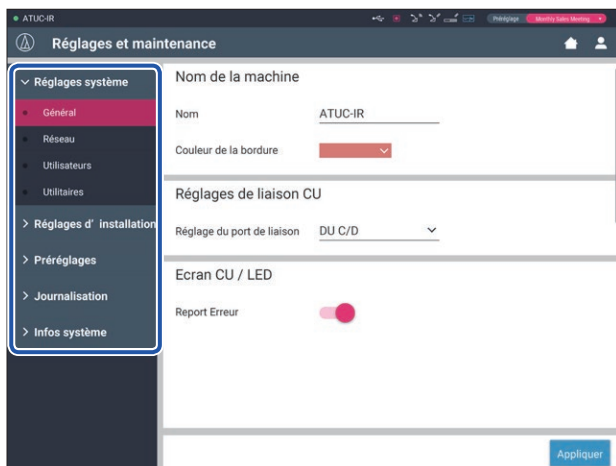 ATUC-IR
Préréglage
Monthly Sales Meeting
Réglages et maintenance
Réglages système
Général
Réseau
Utilisateurs
Utilitaires
Réglages d’ installation
Préréglages
Journalisation
Infos système
Nom de la machine
Nom ATUC-IR
Couleur de la bordure
Réglages de liaison CU
Réglage du port de liaison DU C/D
Ecran CU / LED
Report Erreur
Appliquer